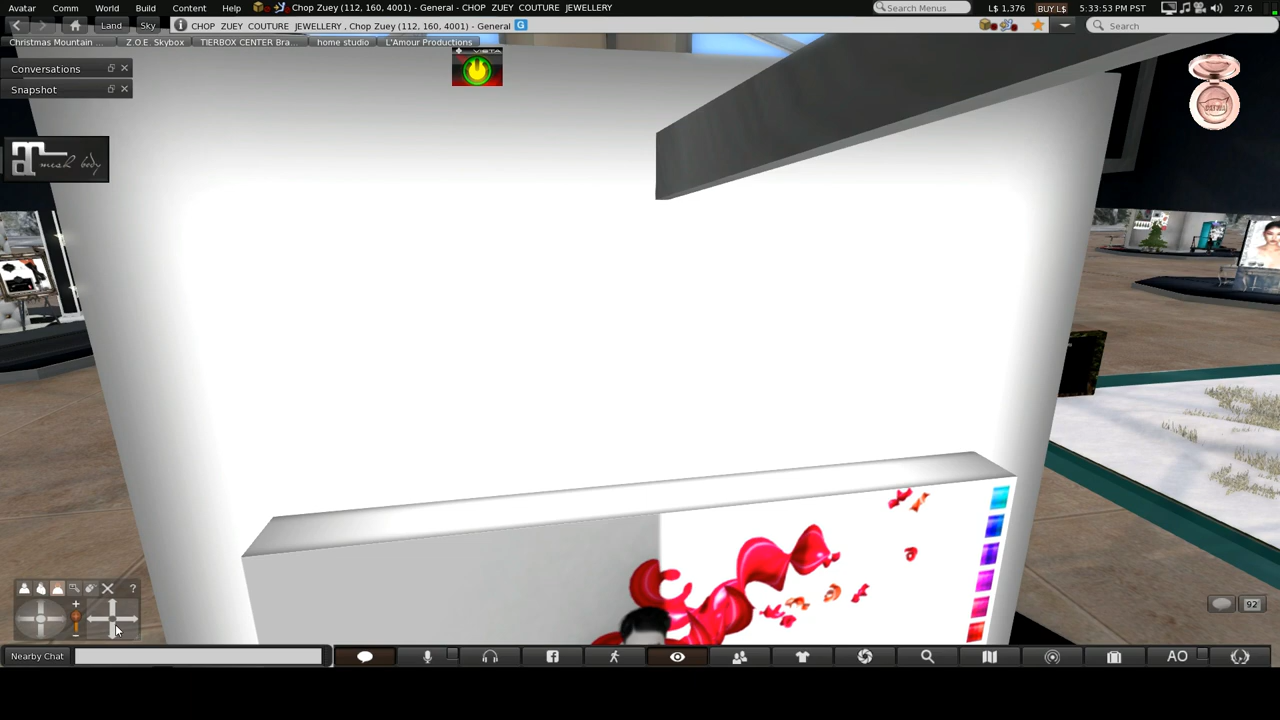 Avatar Comm World Build Content Help Chop Zuey (112, 160, 4001) - General - CHOP ZUEY COUTURE JEWELLERY Search Menus L$ 1,376 BUY L$ 5:33:53 PM PST 27.6
Land Sky CHOP ZUEY COUTURE JEWELLERY , Chop Zuey (112, 160, 4001) - General G Search
Christmas Mountain ... Z.O.E. Skybox TIERBOX CENTER Bra... home studio L'Amour Productions
VISTA
Conversations
Snapshot
mesh body
?
92
Nearby Chat AO